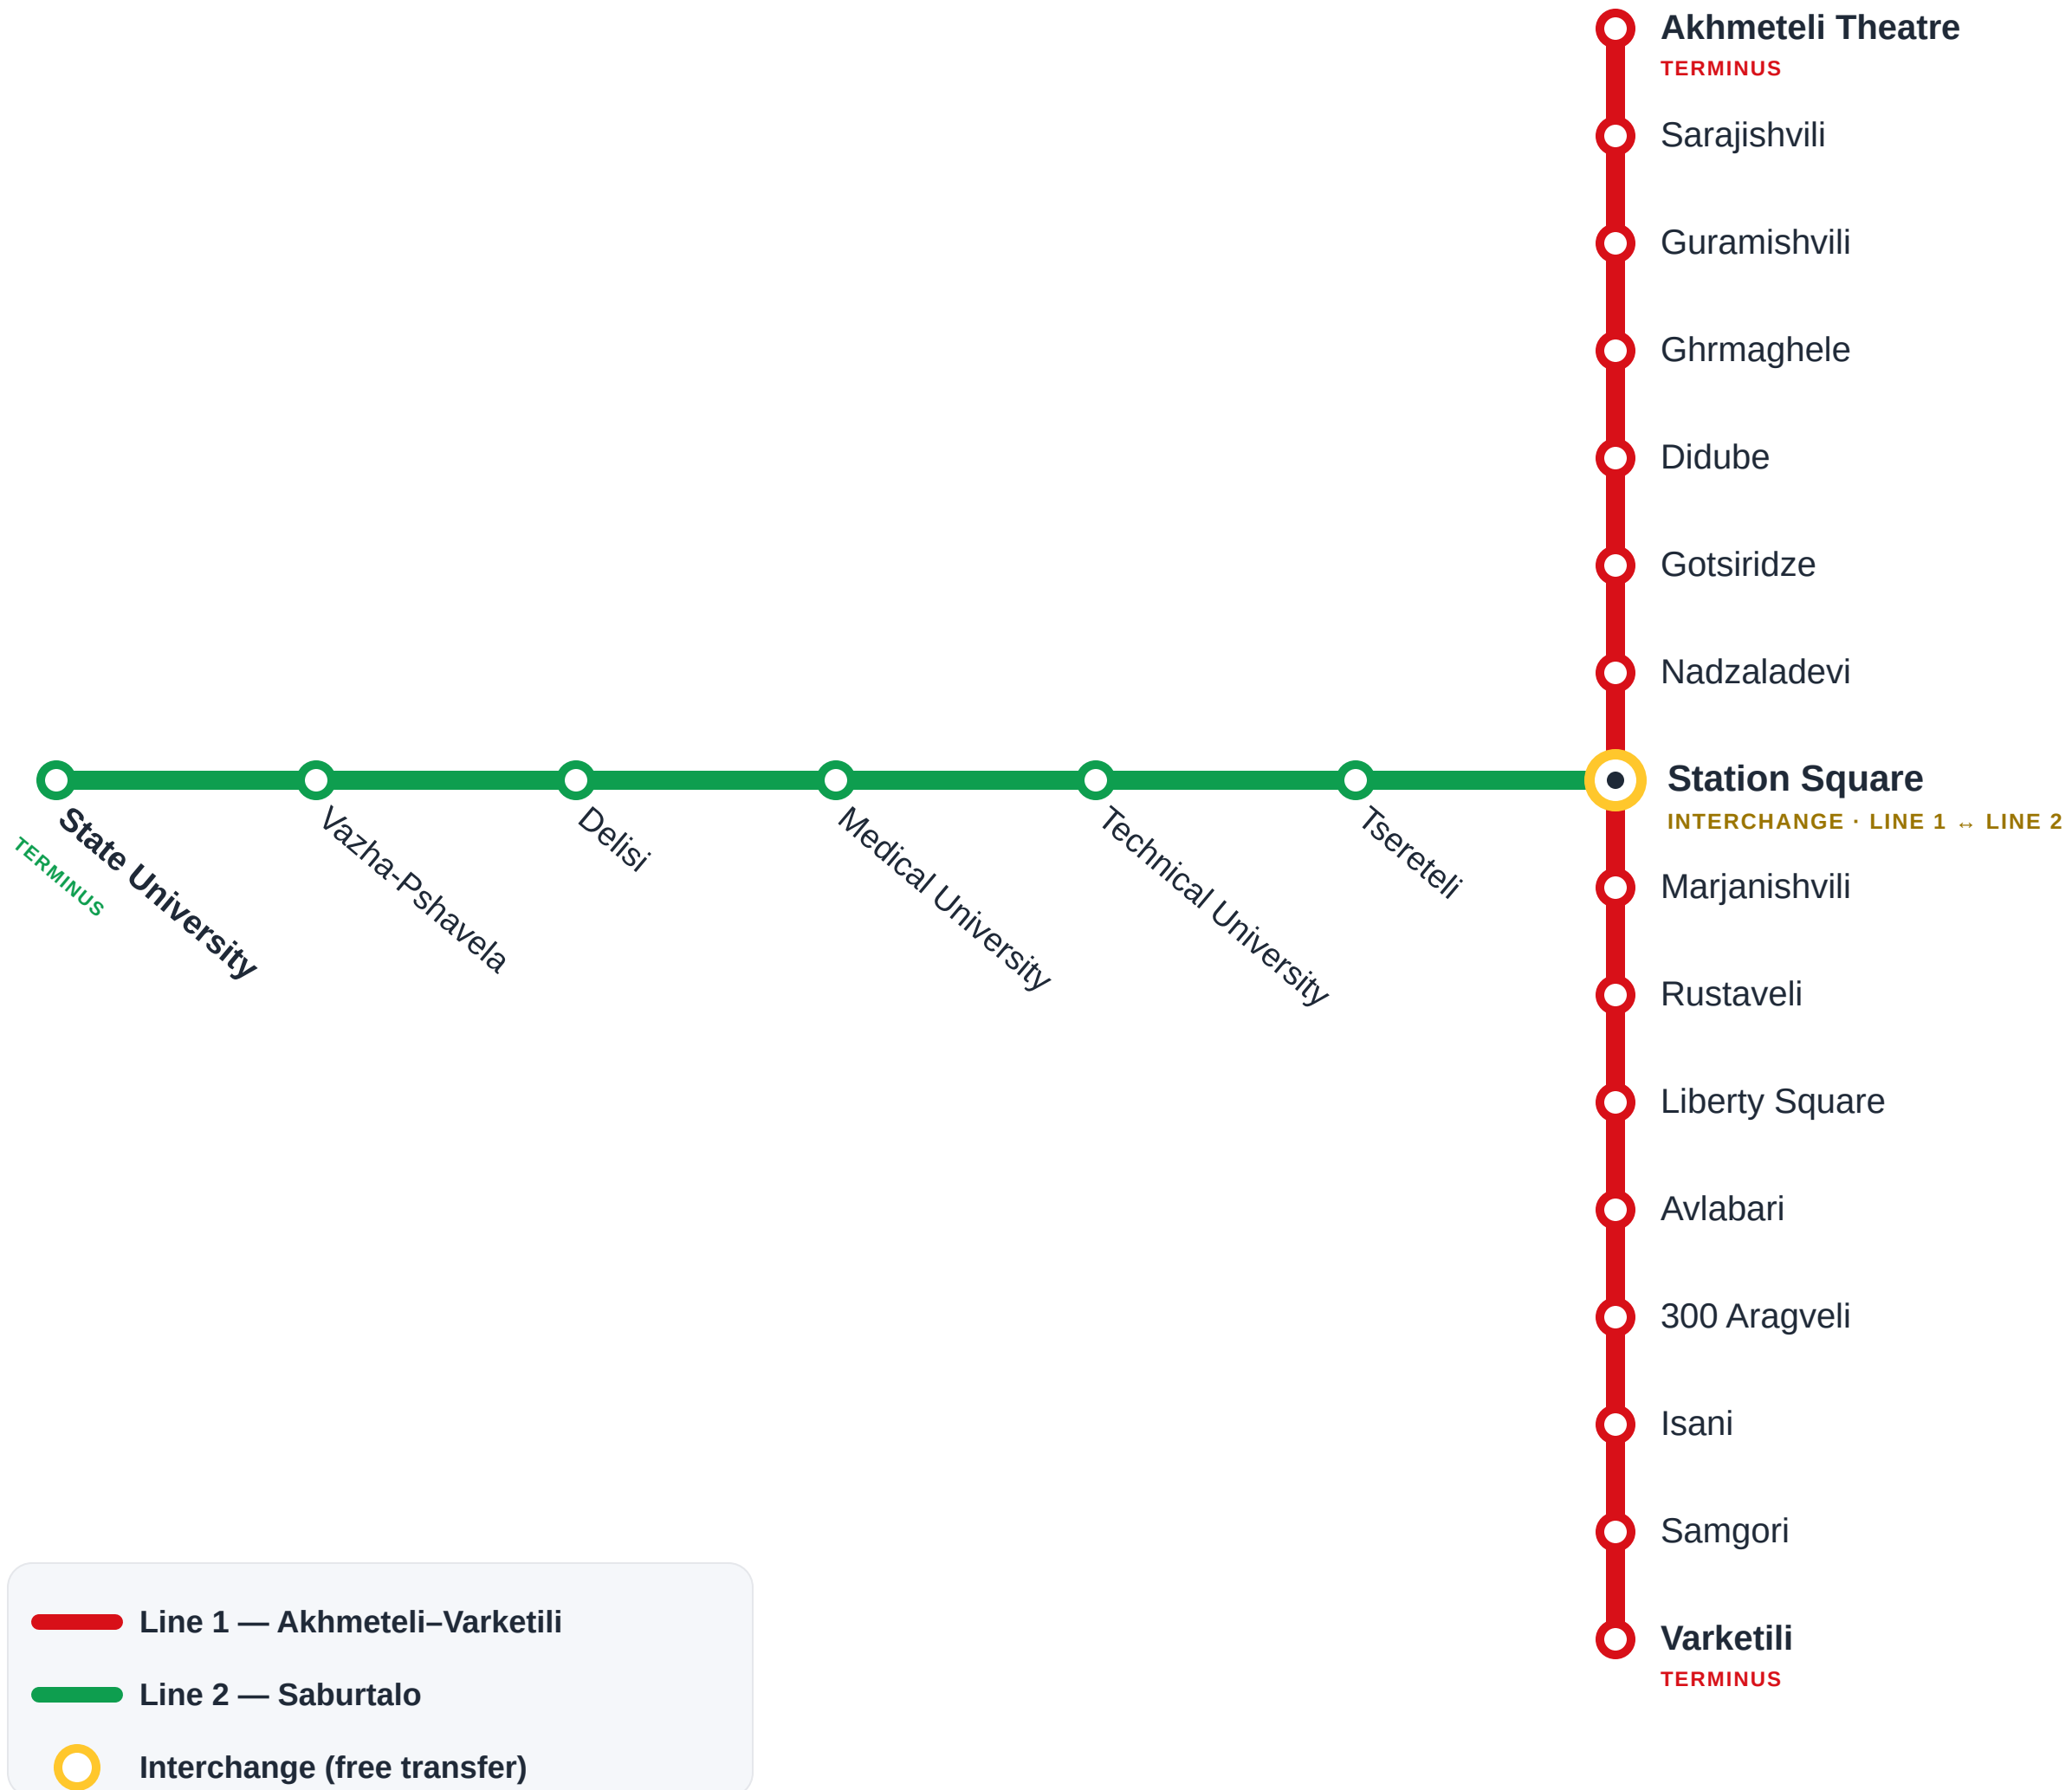 Akhmeteli Theatre
TERMINUS
Sarajishvili
Guramishvili
Ghrmaghele
Didube
Gotsiridze
Nadzaladevi
Station Square
INTERCHANGE · LINE 1 ↔ LINE 2
State University
TERMINUS
Vazha-Pshavela
Delisi
Medical University
Technical University
Tsereteli
Marjanishvili
Rustaveli
Liberty Square
Avlabari
300 Aragveli
Isani
Samgori
Varketili
TERMINUS
Line 1 — Akhmeteli–Varketili
Line 2 — Saburtalo
Interchange (free transfer)